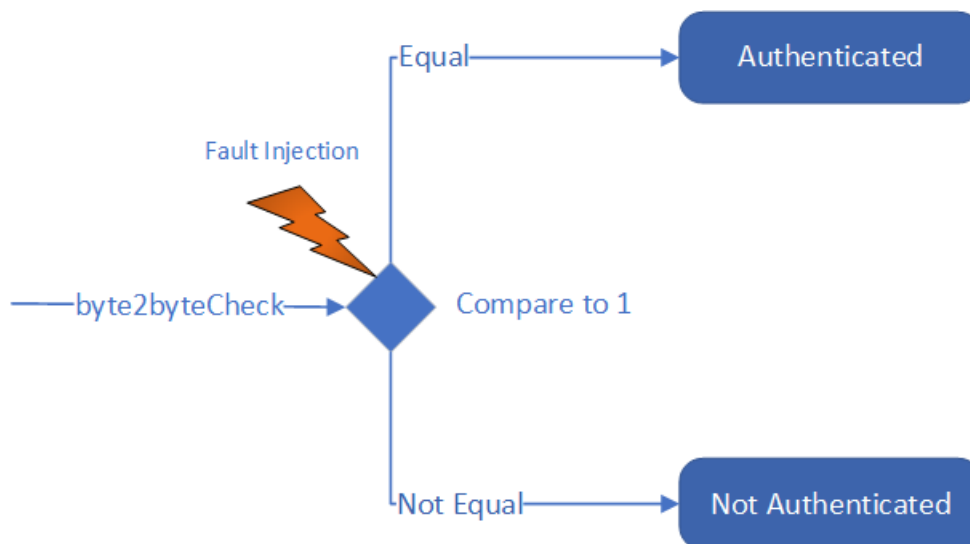 Equal
Authenticated
Fault Injection
byte2byteCheck
Compare to 1
Not Equal
Not Authenticated